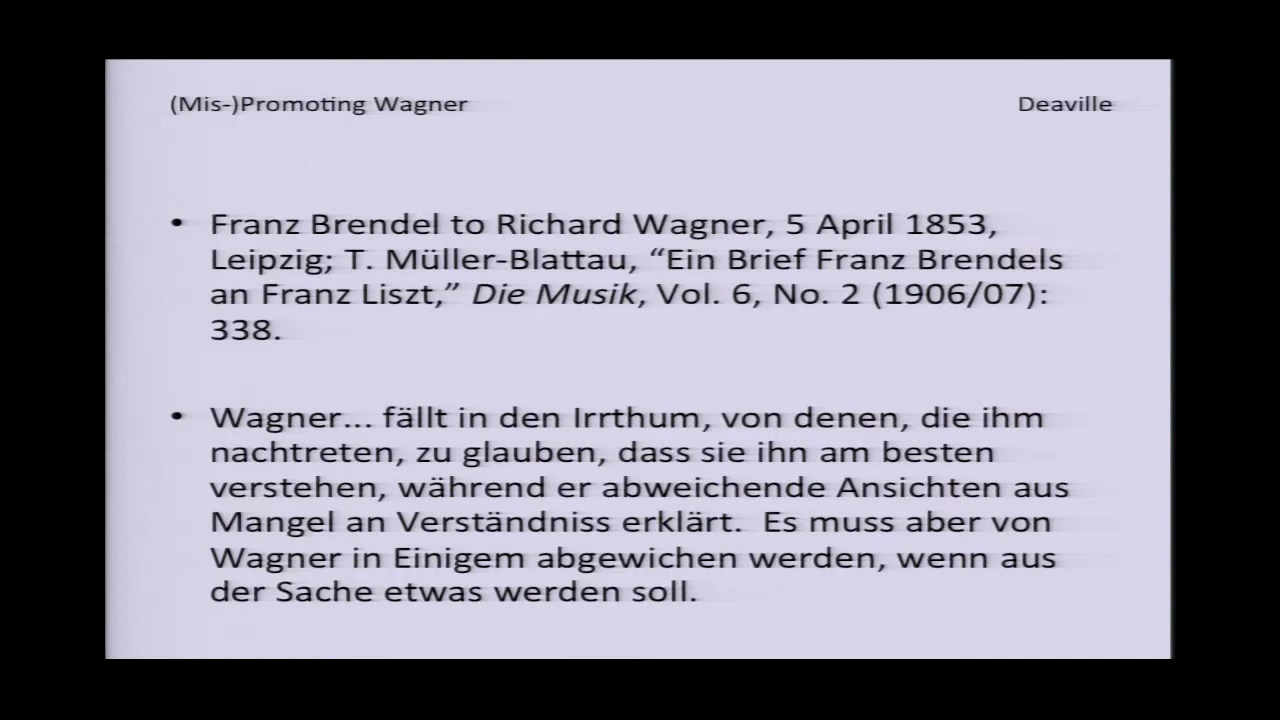 (Mis-)Promoting Wagner Deaville
• Franz Brendel to Richard Wagner, 5 April 1853,
Leipzig; T. Müller-Blattau, “Ein Brief Franz Brendels
an Franz Liszt,” Die Musik, Vol. 6, No. 2 (1906/07):
338.
• Wagner... fällt in den Irrthum, von denen, die ihm
nachtreten, zu glauben, dass sie ihn am besten
verstehen, während er abweichende Ansichten aus
Mangel an Verständniss erklärt.  Es muss aber von
Wagner in Einigem abgewichen werden, wenn aus
der Sache etwas werden soll.